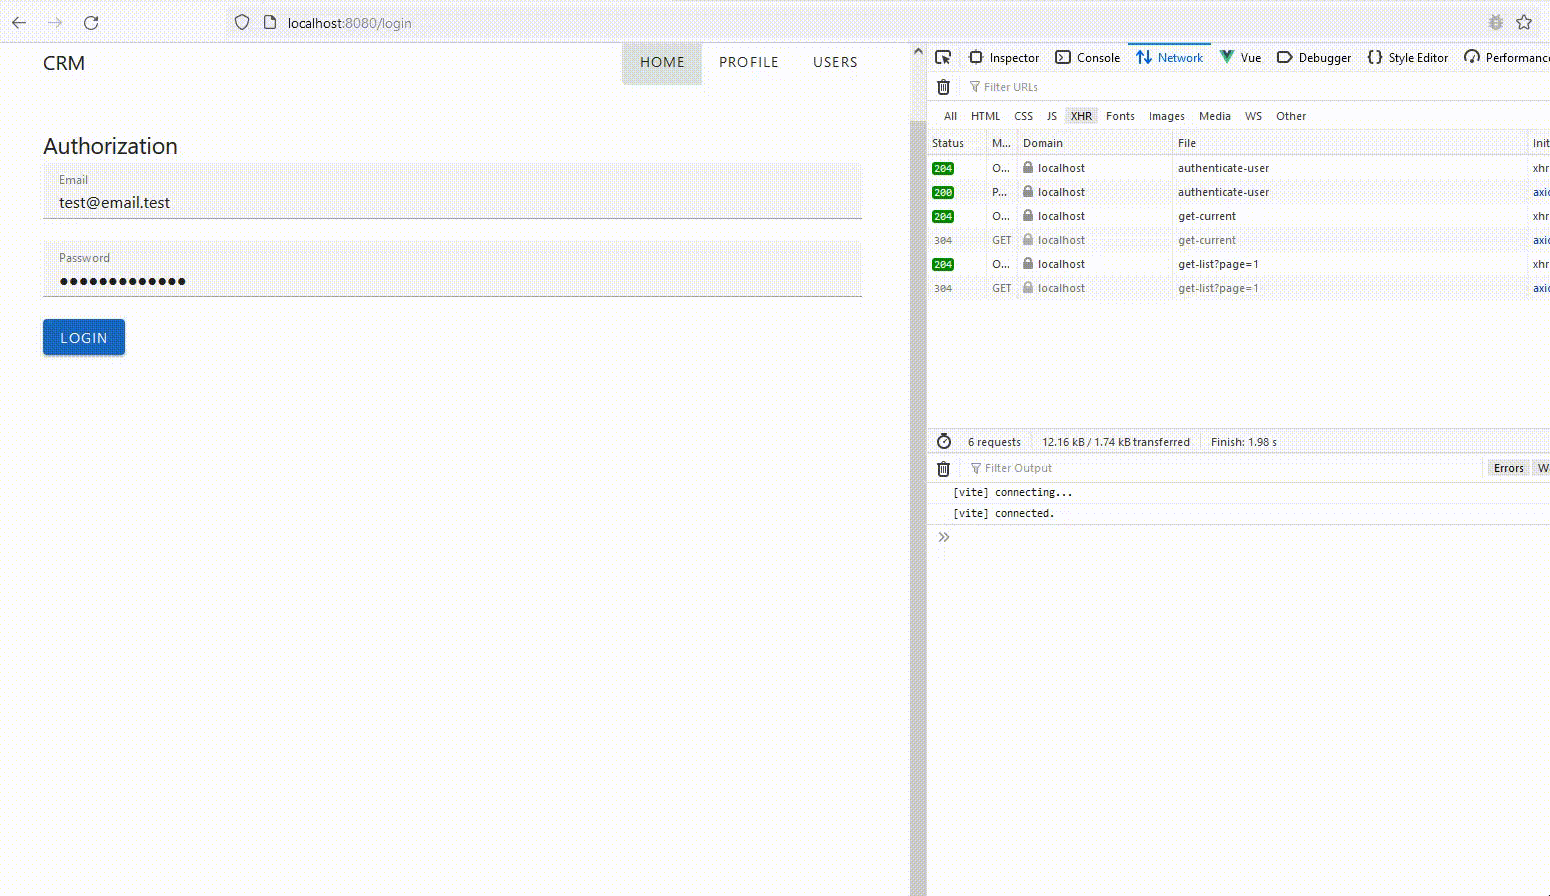 localhost:8080/login
CRM
HOME PROFILE USERS
Authorization
Email
test@email.test
Password
●●●●●●●●●●●●●
LOGIN
Inspector Console Network Vue Debugger Style Editor Performanc
Filter URLs
All HTML CSS JS XHR Fonts Images Media WS Other
Status M... Domain File Init
204 O... localhost authenticate-user xhr
200 P... localhost authenticate-user axio
204 O... localhost get-current xhr
304 GET localhost get-current axio
204 O... localhost get-list?page=1 xhr
304 GET localhost get-list?page=1 axio
6 requests 12.16 kB / 1.74 kB transferred Finish: 1.98 s
Filter Output Errors W
[vite] connecting...
[vite] connected.
»